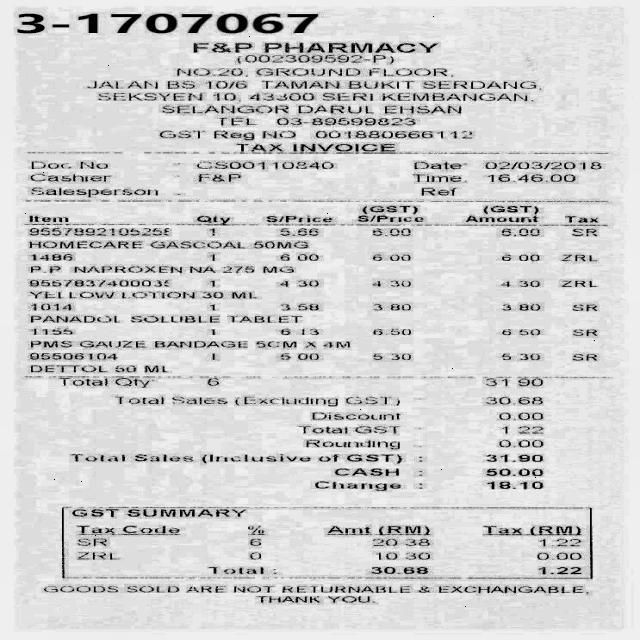 3-1707067
F&P PHARMACY
(002309592-P)
NO.20, GROUND FLOOR,
JALAN BS 10/6 TAMAN BUKIT SERDANG,
SEKSYEN 10, 43300 SERI KEMBANGAN.
SELANGOR DARUL EHSAN
TEL 03-89599823
GST Reg NO 001880666112
TAX INVOICE
Doc No : CS00110840 Date 02/03/2018
Cashier : F&P Time 16:46:00
Salesperson : Ref
(GST) (GST)
Item Qty S/Price S/Price Amount Tax
9557892105258 1 5.66 6.00 6.00 SR
HOMECARE GASCOAL 50MG
1486 1 6.00 6.00 6.00 ZRL
P.P NAPROXEN NA 275 MG
955783740003 1 4.30 4.30 4.30 ZRL
YELLOW LOTION 30 ML
1014 1 3.58 3.80 3.80 SR
PANADOL SOLUBLE TABLET
1155 1 6.13 6.50 6.50 SR
PMS GAUZE BANDAGE 5CM X 4M
95506104 1 5.00 5.30 5.30 SR
DETTOL 50 ML
Total Qty 6 31.90
Total Sales (Excluding GST) : 30.68
Discount : 0.00
Total GST : 1.22
Rounding : 0.00
Total Sales (Inclusive of GST) : 31.90
CASH : 50.00
Change : 18.10
GST SUMMARY
Tax Code % Amt (RM) Tax (RM)
SR 6 20.38 1.22
ZRL 0 10.30 0.00
Total : 30.68 1.22
GOODS SOLD ARE NOT RETURNABLE & EXCHANGABLE,
THANK YOU.